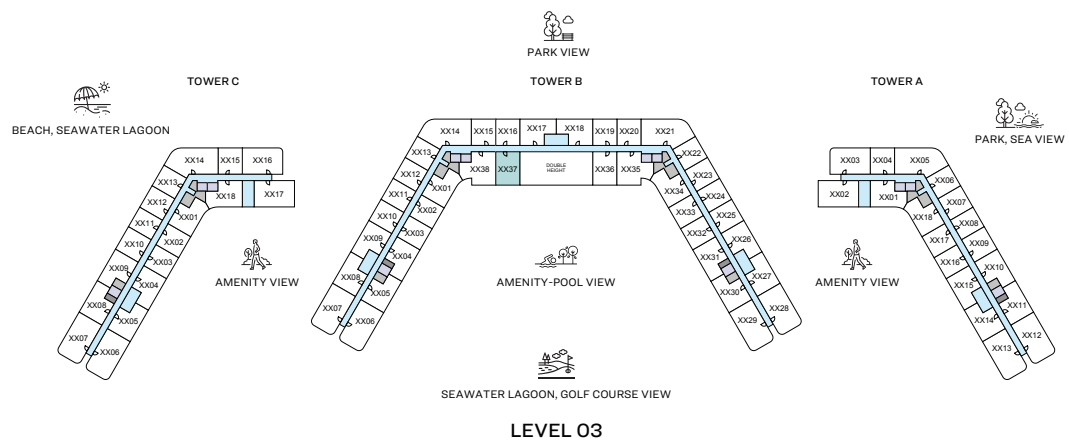 PARK VIEW
TOWER C
TOWER B
TOWER A
BEACH, SEAWATER LAGOON
PARK, SEA VIEW
XX14
XX15
XX16
XX13
XX12
XX11
XX10
XX09
XX08
XX07
XX06
XX05
XX04
XX03
XX02
XX01
XX18
XX17
XX14
XX15
XX16
XX17
XX18
XX19
XX20
XX21
XX13
XX12
XX11
XX10
XX09
XX08
XX07
XX06
XX05
XX04
XX03
XX02
XX01
XX38
XX37
DOUBLE
HEIGHT
XX36
XX35
XX34
XX33
XX32
XX31
XX30
XX29
XX28
XX27
XX26
XX25
XX24
XX23
XX22
XX03
XX04
XX05
XX02
XX01
XX18
XX17
XX16
XX15
XX14
XX13
XX12
XX11
XX10
XX09
XX08
XX07
XX06
AMENITY VIEW
AMENITY-POOL VIEW
AMENITY VIEW
SEAWATER LAGOON, GOLF COURSE VIEW
LEVEL 03